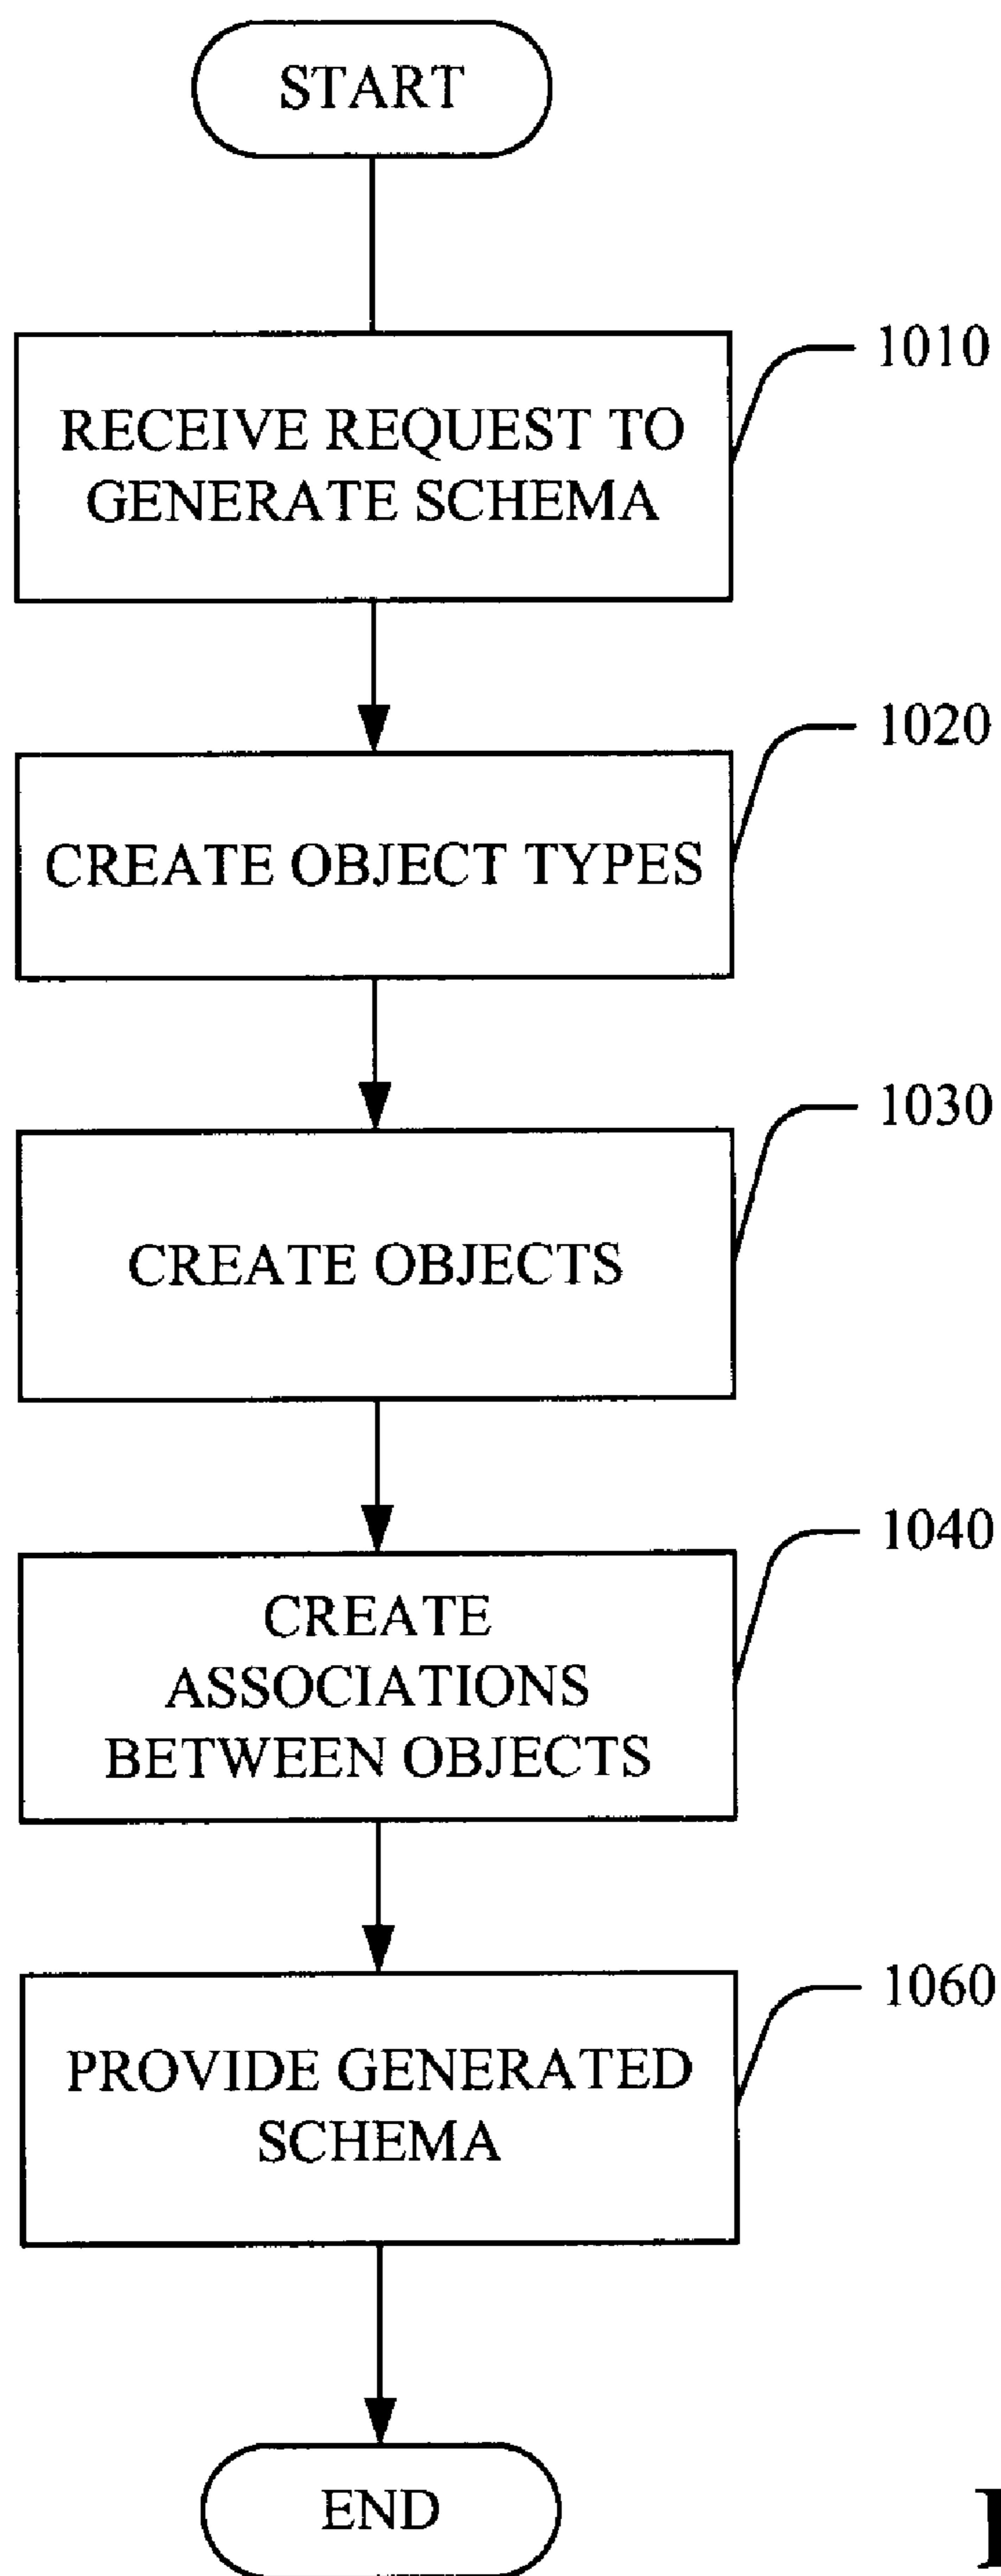 START
1010
RECEIVE REQUEST TO
GENERATE SCHEMA
1020
CREATE OBJECT TYPES
1030
CREATE OBJECTS
1040
CREATE
ASSOCIATIONS
BETWEEN OBJECTS
1060
PROVIDE GENERATED
SCHEMA
END